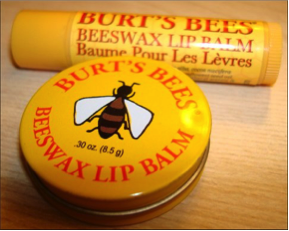 BURT'S BEES
BEESWAX LIP BALM
Baume Pour Les Lèvres
BURT'S BEES
.30 oz. (8.5 g)
BEESWAX LIP BALM